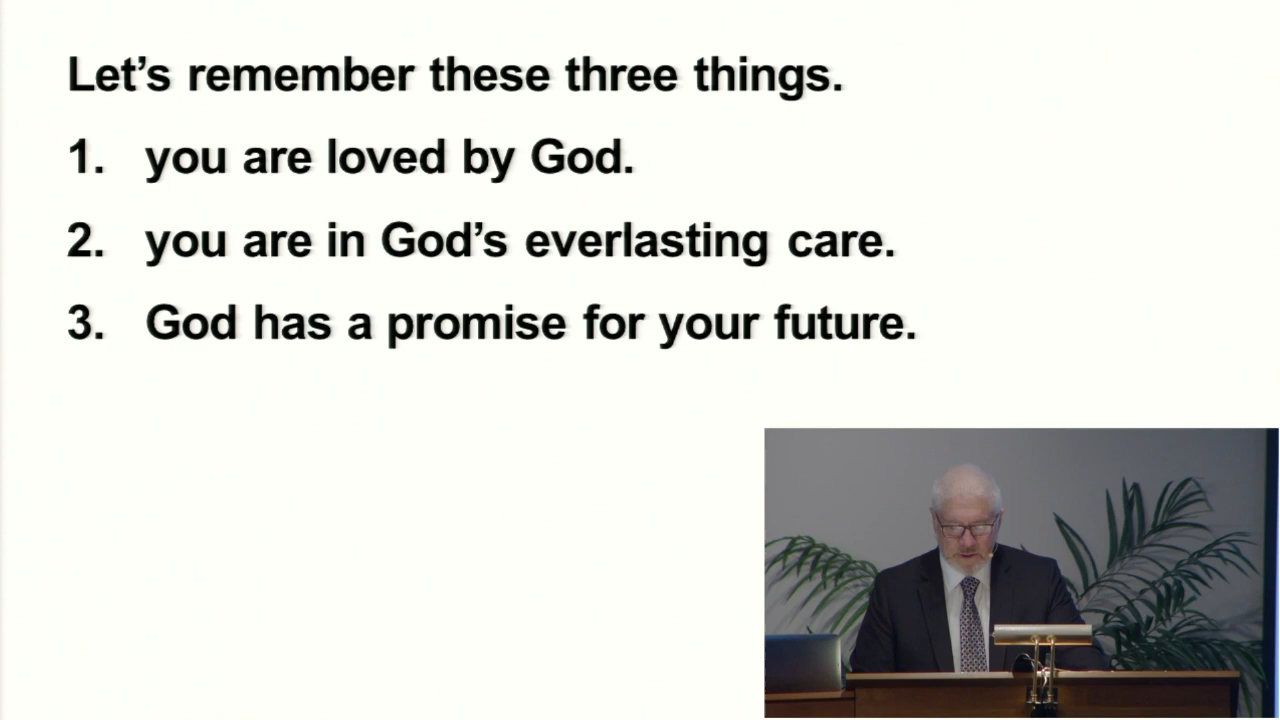 Let’s remember these three things.
1. you are loved by God.
2. you are in God’s everlasting care.
3. God has a promise for your future.